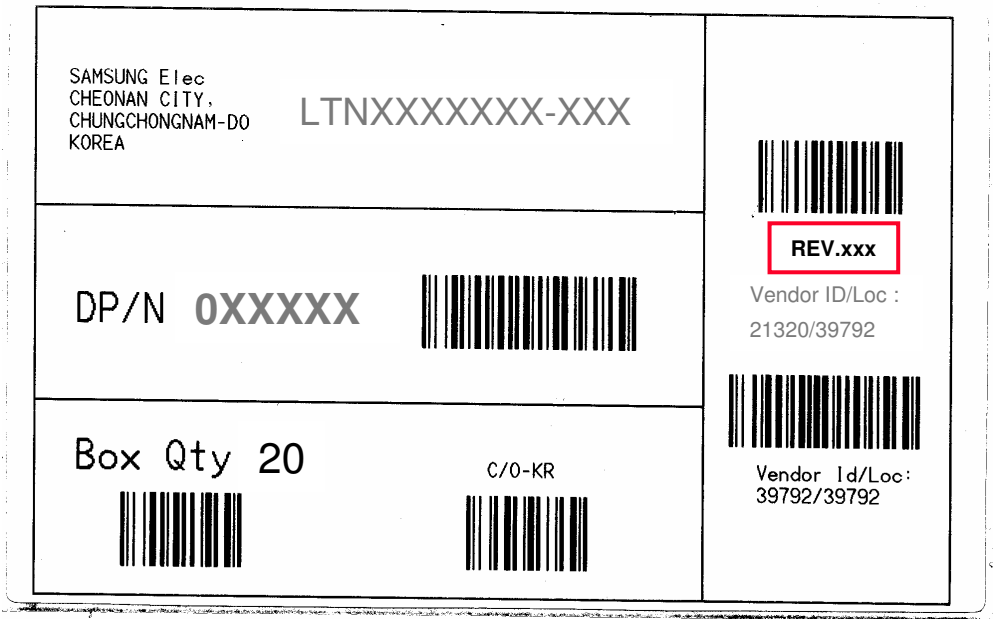 SAMSUNG Elec
CHEONAN CITY,
CHUNGCHONGNAM-DO
KOREA
LTNXXXXXXX-XXX
DP/N 0XXXXX
Box Qty 20
C/O-KR
REV.xxx
Vendor ID/Loc :
21320/39792
Vendor Id/Loc:
39792/39792